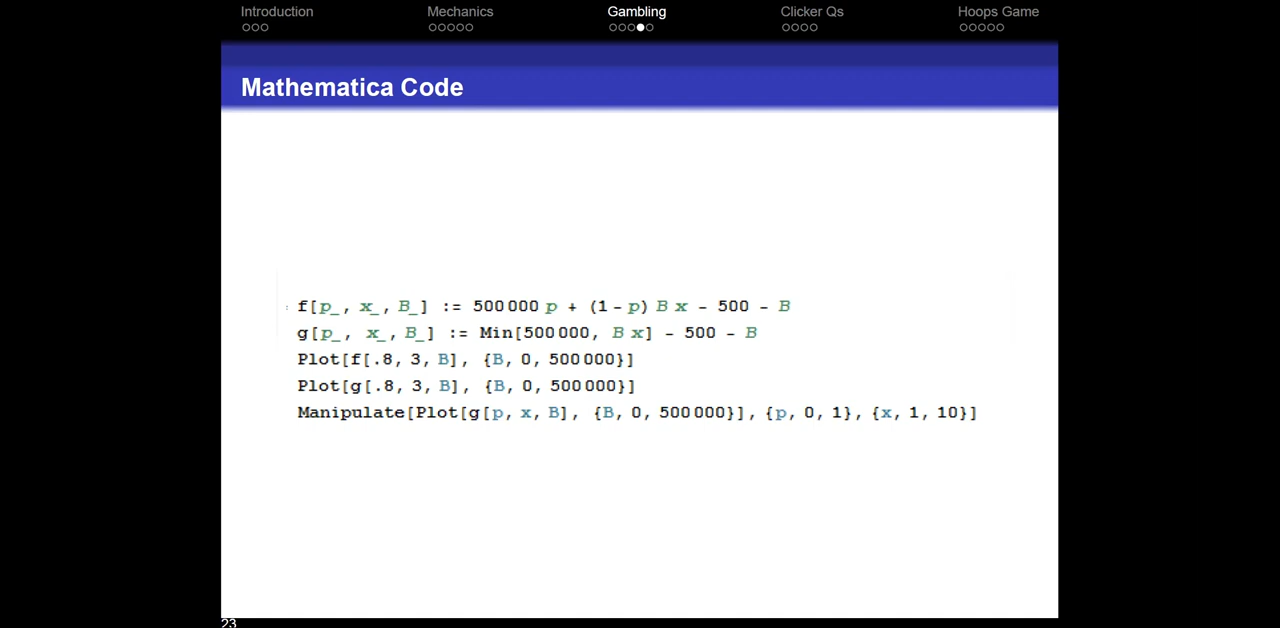 Introduction Mechanics Gambling Clicker Qs Hoops Game
Mathematica Code
f[p_, x_, B_] := 500000 p + (1-p) B x - 500 - B
g[p_, x_, B_] := Min[500000, B x] - 500 - B
Plot[f[.8, 3, B], {B, 0, 500000}]
Plot[g[.8, 3, B], {B, 0, 500000}]
Manipulate[Plot[g[p, x, B], {B, 0, 500000}], {p, 0, 1}, {x, 1, 10}]
23